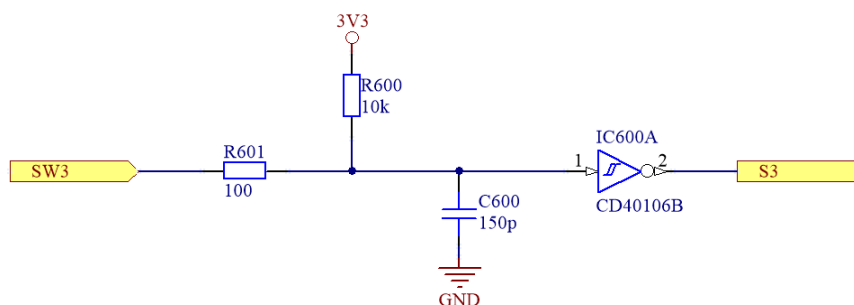 3V3
R600
10k
SW3
R601
100
C600
150p
GND
1
IC600A
2
CD40106B
S3